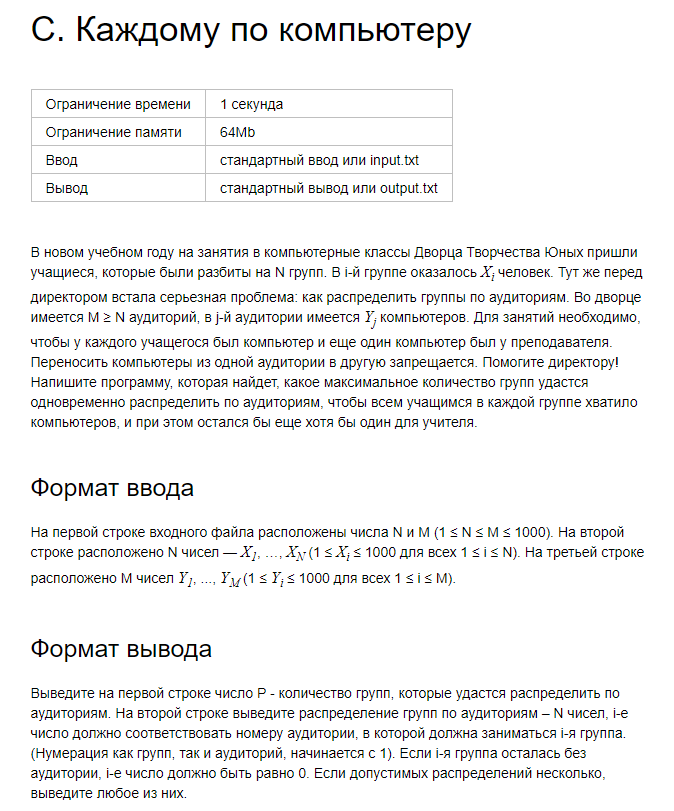 С. Каждому по компьютеру
Ограничение времени 1 секунда
Ограничение памяти 64Mb
Ввод стандартный ввод или input.txt
Вывод стандартный вывод или output.txt
В новом учебном году на занятия в компьютерные классы Дворца Творчества Юных пришли
учащиеся, которые были разбиты на N групп. В i-й группе оказалось X_i человек. Тут же перед
директором встала серьезная проблема: как распределить группы по аудиториям. Во дворце
имеется M ≥ N аудиторий, в j-й аудитории имеется Y_j компьютеров. Для занятий необходимо,
чтобы у каждого учащегося был компьютер и еще один компьютер был у преподавателя.
Переносить компьютеры из одной аудитории в другую запрещается. Помогите директору!
Напишите программу, которая найдет, какое максимальное количество групп удастся
одновременно распределить по аудиториям, чтобы всем учащимся в каждой группе хватило
компьютеров, и при этом остался бы еще хотя бы один для учителя.
Формат ввода
На первой строке входного файла расположены числа N и M (1 ≤ N ≤ M ≤ 1000). На второй
строке расположено N чисел — X_1, …, X_N (1 ≤ X_i ≤ 1000 для всех 1 ≤ i ≤ N). На третьей строке
расположено M чисел Y_1, ..., Y_M (1 ≤ Y_i ≤ 1000 для всех 1 ≤ i ≤ M).
Формат вывода
Выведите на первой строке число P - количество групп, которые удастся распределить по
аудиториям. На второй строке выведите распределение групп по аудиториям – N чисел, i-е
число должно соответствовать номеру аудитории, в которой должна заниматься i-я группа.
(Нумерация как групп, так и аудиторий, начинается с 1). Если i-я группа осталась без
аудитории, i-е число должно быть равно 0. Если допустимых распределений несколько,
выведите любое из них.